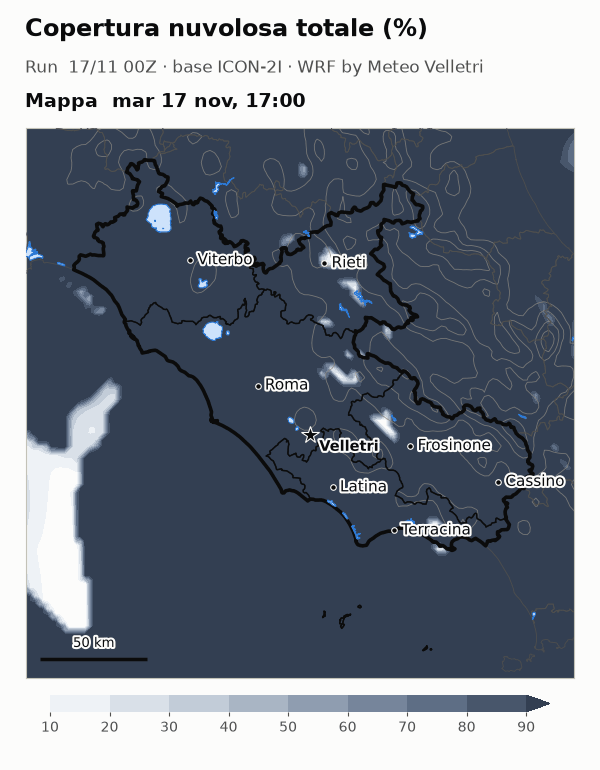 Copertura nuvolosa totale (%)
Run  17/11 00Z · base ICON-2I · WRF by Meteo Velletri
Mappa  mar 17 nov, 17:00
Viterbo
Rieti
Roma
Velletri
Frosinone
Latina
Cassino
Terracina
50 km
10 20 30 40 50 60 70 80 90